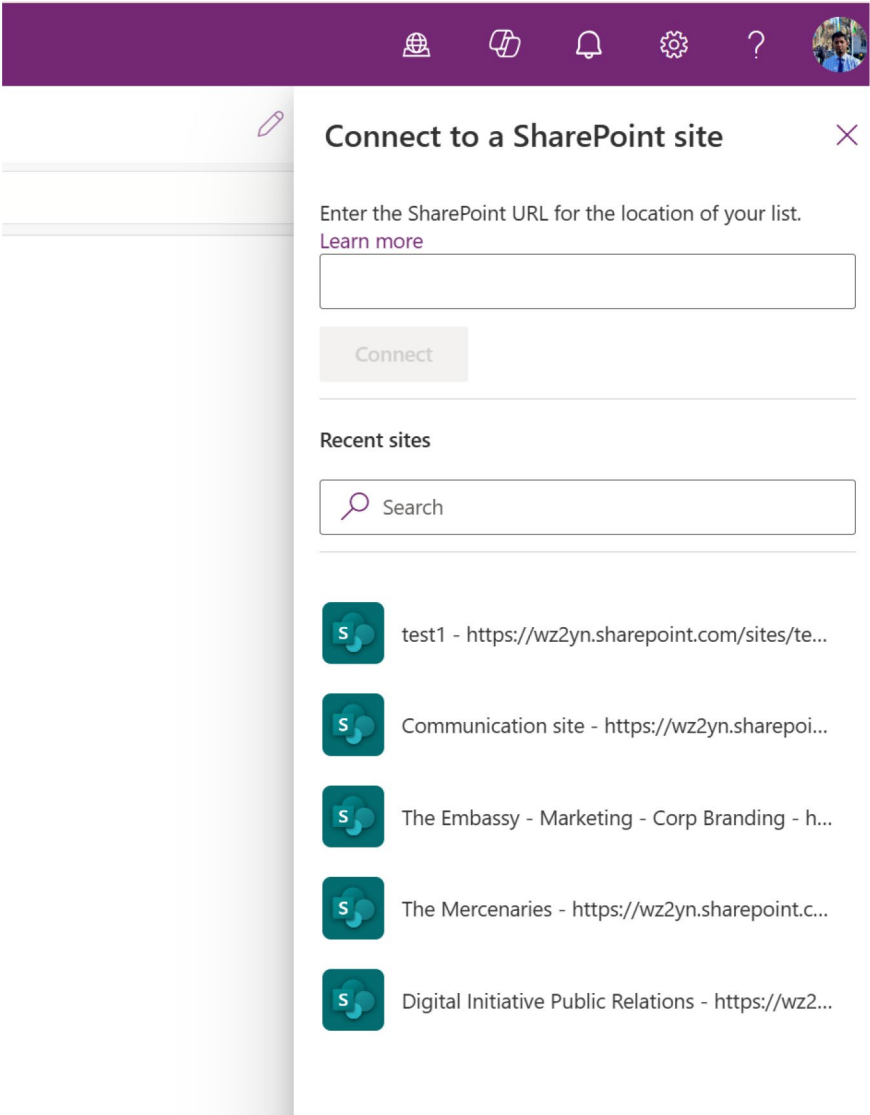 Connect to a SharePoint site
Enter the SharePoint URL for the location of your list.
Learn more
Connect
Recent sites
Search
S test1 - https://wz2yn.sharepoint.com/sites/te...
S Communication site - https://wz2yn.sharepoi...
S The Embassy - Marketing - Corp Branding - h...
S The Mercenaries - https://wz2yn.sharepoint.c...
S Digital Initiative Public Relations - https://wz2...